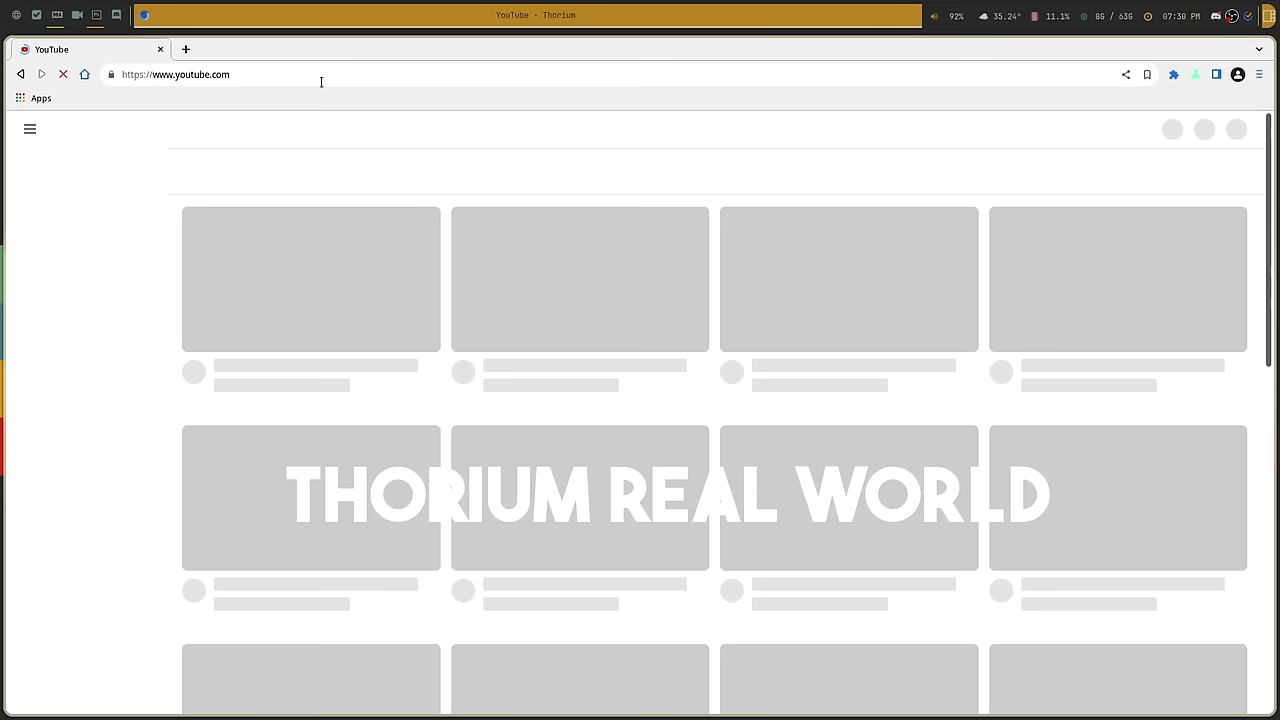 YouTube - Thorium
92%
35.24°
11.1%
8G / 63G
07:30 PM
YouTube
https://www.youtube.com
Apps
THORIUM REAL WORLD